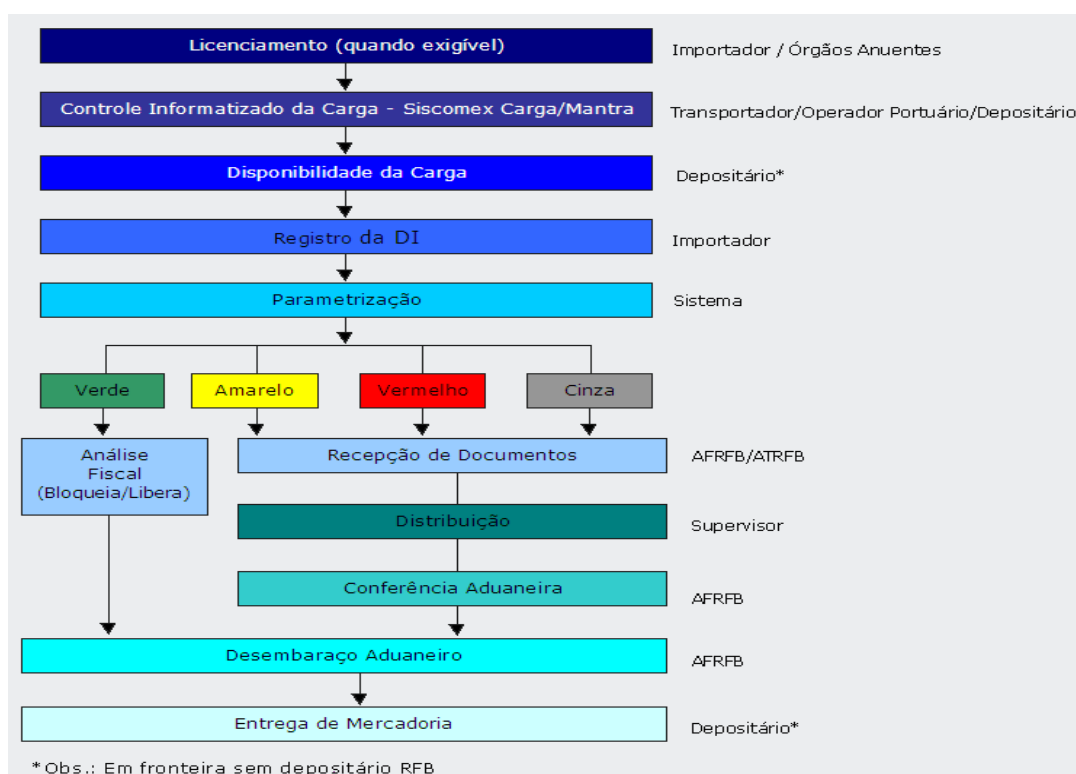 Licenciamento (quando exigível)
Importador / Órgãos Anuentes
Controle Informatizado da Carga - Siscomex Carga/Mantra
Transportador/Operador Portuário/Depositário
Disponibilidade da Carga
Depositário*
Registro da DI
Importador
Parametrização
Sistema
Verde
Amarelo
Vermelho
Cinza
Análise
Fiscal
(Bloqueia/Libera)
Recepção de Documentos
AFRFB/ATRFB
Distribuição
Supervisor
Conferência Aduaneira
AFRFB
Desembaraço Aduaneiro
AFRFB
Entrega de Mercadoria
Depositário*
*Obs.: Em fronteira sem depositário RFB